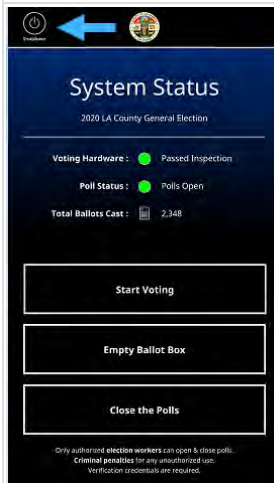 Shutdown
System Status
2020 LA County General Election
Voting Hardware : Passed Inspection
Poll Status : Polls Open
Total Ballots Cast : 2,348
Start Voting
Empty Ballot Box
Close the Polls
Only authorized election workers can open & close polls.
Criminal penalties for any unauthorized use.
Verification credentials are required.